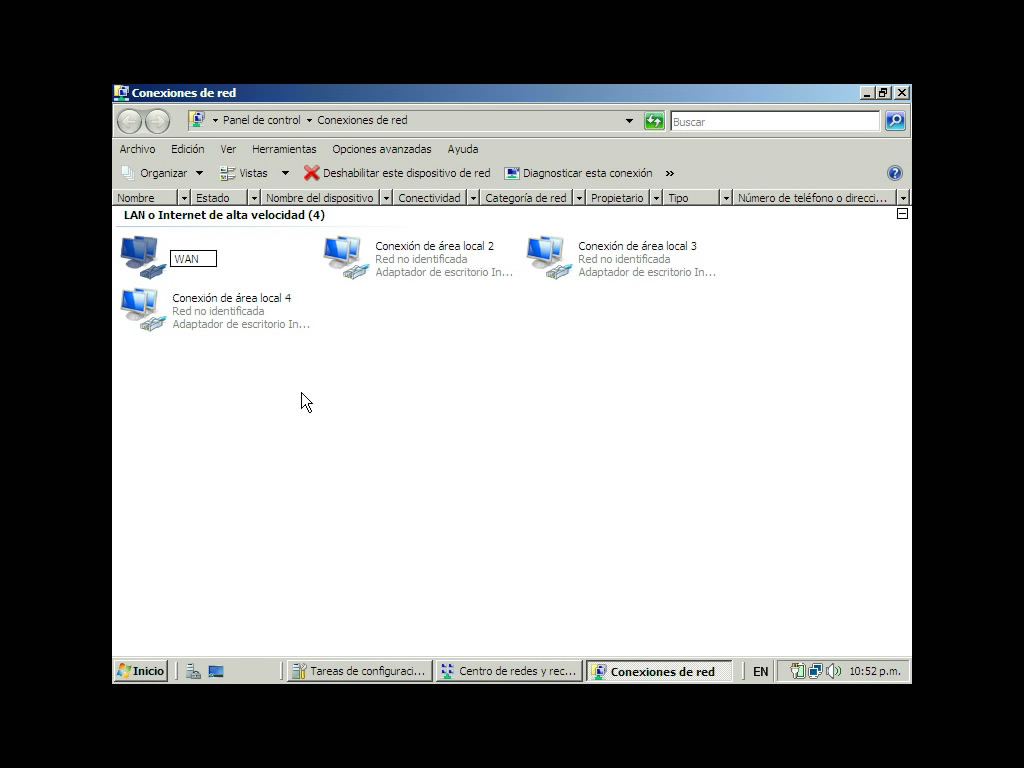 Conexiones de red
Panel de control Conexiones de red Buscar
Archivo Edición Ver Herramientas Opciones avanzadas Ayuda
Organizar Vistas Deshabilitar este dispositivo de red Diagnosticar esta conexión »
Nombre Estado Nombre del dispositivo Conectividad Categoría de red Propietario Tipo Número de teléfono o direcci...
LAN o Internet de alta velocidad (4)
WAN
Conexión de área local 2
Red no identificada
Adaptador de escritorio In...
Conexión de área local 3
Red no identificada
Adaptador de escritorio In...
Conexión de área local 4
Red no identificada
Adaptador de escritorio In...
Inicio Tareas de configuraci... Centro de redes y rec... Conexiones de red EN 10:52 p.m.